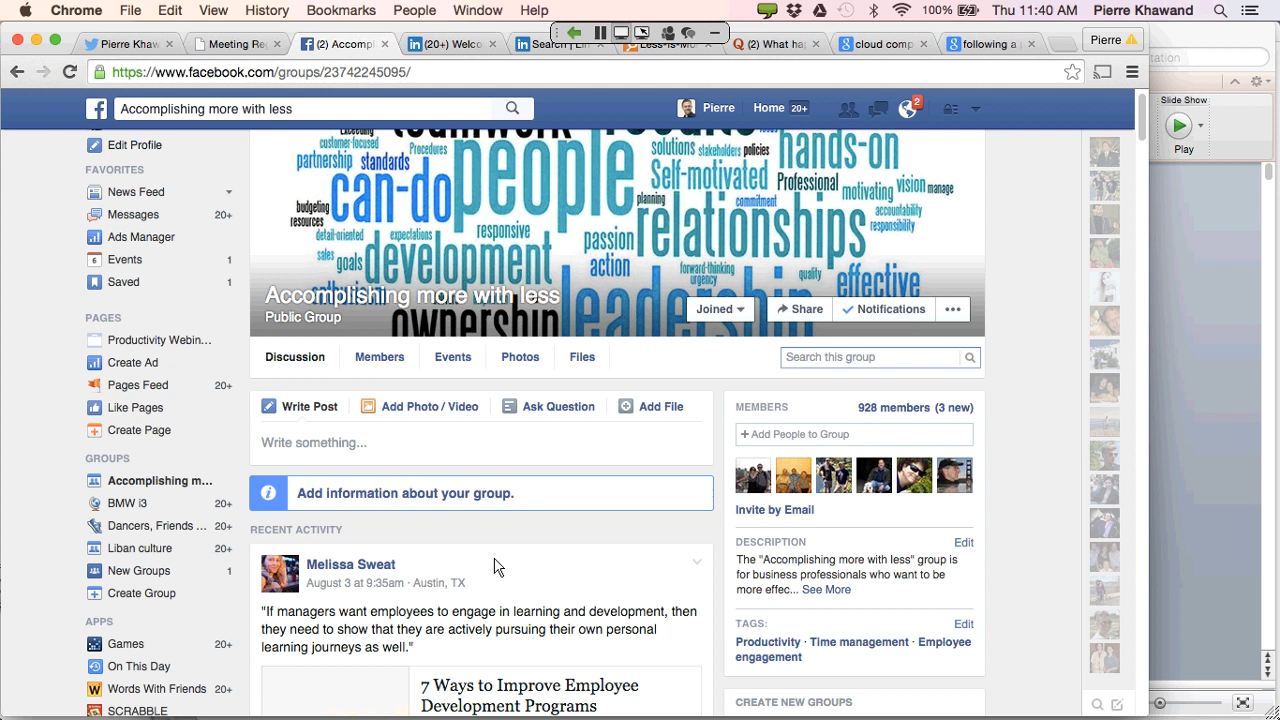 Chrome File Edit View History Bookmarks People Window Help 100% Thu 11:40 AM Pierre Khawand
Pierre Khaw × Meeting Re × (2) Accompl × (20+) Welco × Search | Lin × Less-Is-Mo × (2) What ha × cloud comp × following a × Pierre
https://www.facebook.com/groups/23742245095/
Slide Show
Play
Accomplishing more with less Pierre Home 20+ 2
Edit Profile
FAVORITES
News Feed
Messages 20+
Ads Manager
Events 1
Saved 1
PAGES
Productivity Webin...
Create Ad
Pages Feed 20+
Like Pages
Create Page
GROUPS
Accomplishing m...
BMW i3 20+
Dancers, Friends ... 20+
Liban culture 20+
New Groups 1
Create Group
APPS
Games 20+
On This Day
Words With Friends 20+
SCRABBLE
teamwork results
customer-focused Procedures solutions stakeholders policies hands-on
partnership standards people Self-motivated Professional motivating vision manage
can-do planning commitment
budgeting resources relationships accountability responsibility
detail-oriented expectations responsive passion
sales goals development action forward-thinking urgency quality effective
ownership leadership
Accomplishing more with less
Public Group
Joined Share Notifications •••
Discussion Members Events Photos Files Search this group
Write Post Add Photo / Video Ask Question Add File
Write something...
Add information about your group.
RECENT ACTIVITY
Melissa Sweat
August 3 at 9:35am · Austin, TX
"If managers want employees to engage in learning and development, then
they need to show that they are actively pursuing their own personal
learning journeys as well."
7 Ways to Improve Employee
Development Programs
MEMBERS 928 members (3 new)
+ Add People to Group
Invite by Email
DESCRIPTION Edit
The "Accomplishing more with less" group is
for business professionals who want to be
more effec... See More
TAGS: Edit
Productivity · Time management · Employee
engagement
CREATE NEW GROUPS